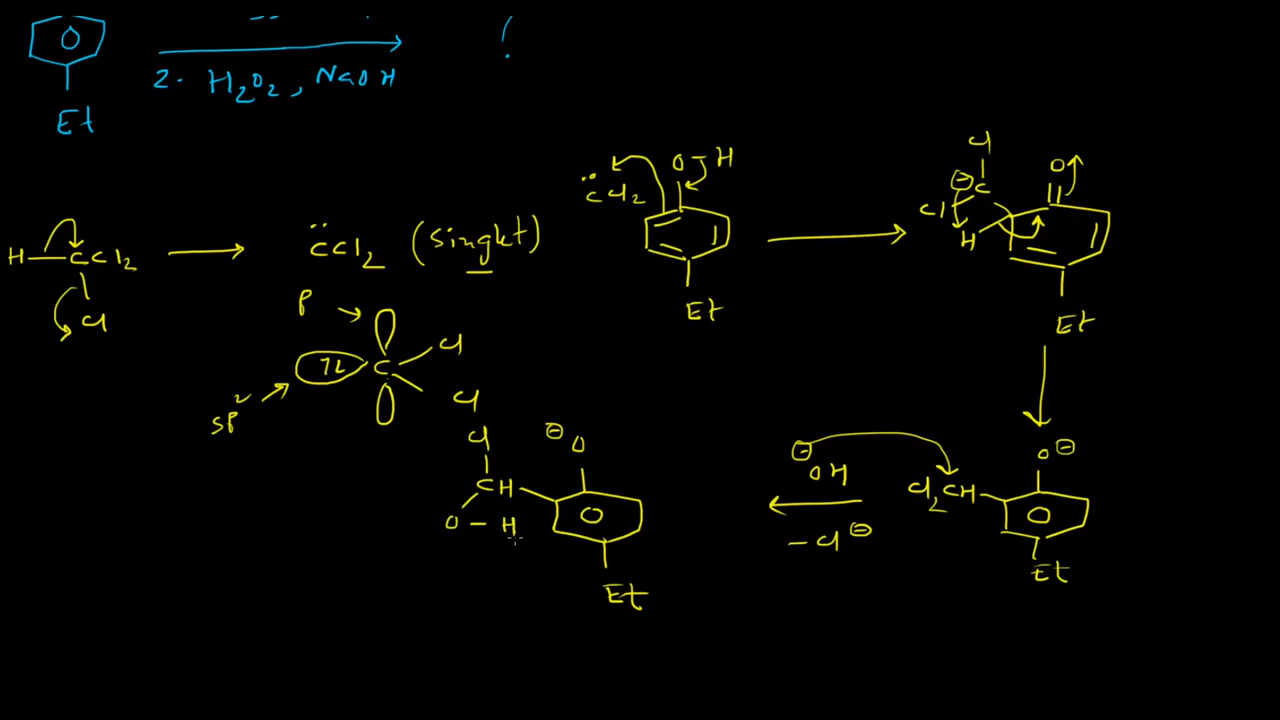 O
2. H2O2, NaOH
Et
H
CCl2
Cl
:CCl2 (Singlet)
P
SP2
1L
C
Cl
Cl
:CCl2
O H
Et
Cl
⊖ C
Cl
H
O
Et
O ⊖
Cl2CH
O
Et
⊖ OH
- Cl ⊖
Cl
CH
O - H
⊖ O
O
Et